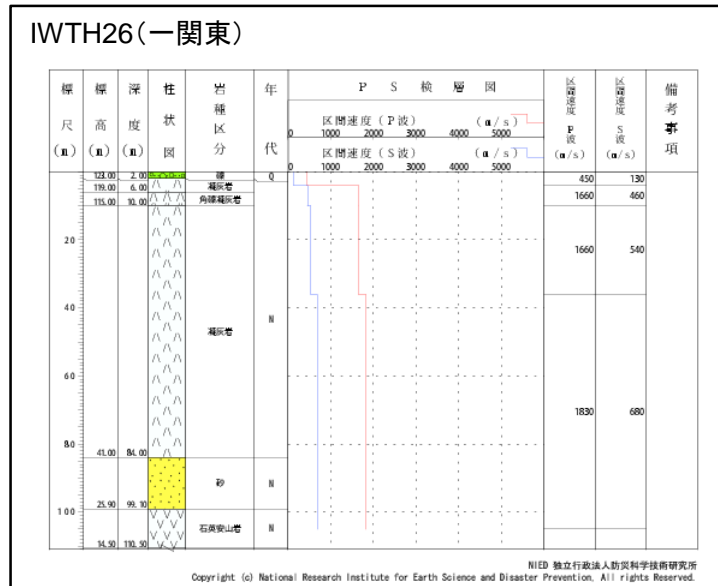 IWTH26(一関東)
標尺(m) 標高(m) 深度(m) 性状図 岩種区分 年代 PS検層図 区間速度 P波(m/s) 区間速度 S波(m/s) 備考事項
区間速度(P波) (m/s)
0 1000 2000 3000 4000 5000
区間速度(S波) (m/s)
0 1000 2000 3000 4000 5000
123.00 2.00 礫 Q 450 130
119.00 6.00 凝灰岩 1660 460
115.00 10.00 角礫凝灰岩
20 1660 540
40 凝灰岩 N
60
1830 680
80
41.00 84.00
砂 N
25.90 99.10
100
石英安山岩 N
14.50 110.50
NIED 独立行政法人防災科学技術研究所
Copyright (c) National Research Institute for Earth Science and Disaster Prevention, All rights Reserved.